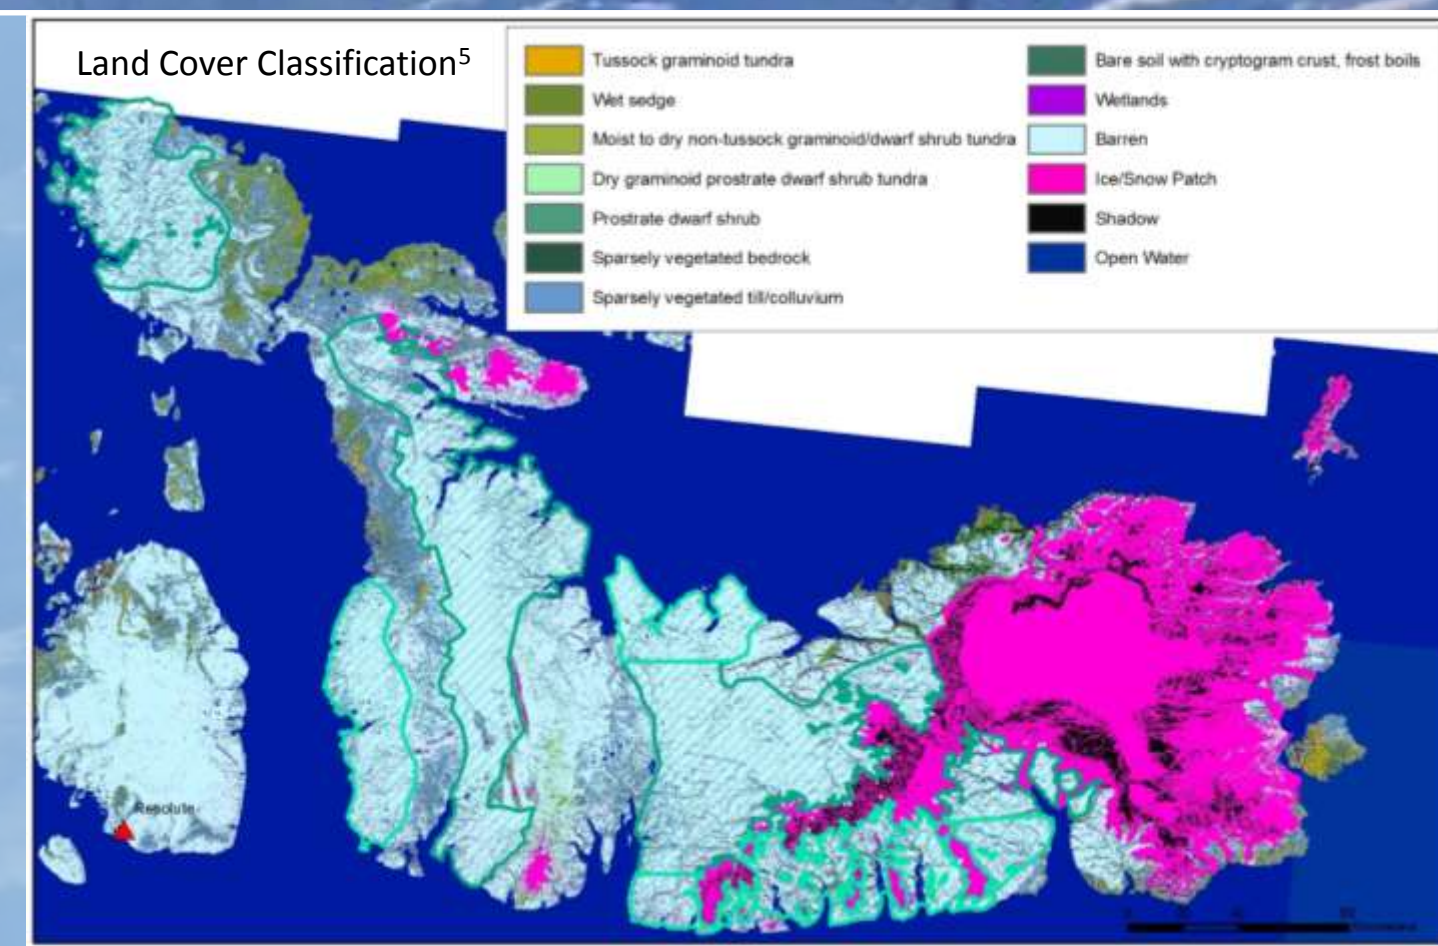 Land Cover Classification5
Tussock graminoid tundra
Wet sedge
Moist to dry non-tussock graminoid/dwarf shrub tundra
Dry graminoid prostrate dwarf shrub tundra
Prostrate dwarf shrub
Sparsely vegetated bedrock
Sparsely vegetated till/colluvium
Bare soil with cryptogram crust, frost boils
Wetlands
Barren
Ice/Snow Patch
Shadow
Open Water
Resolute